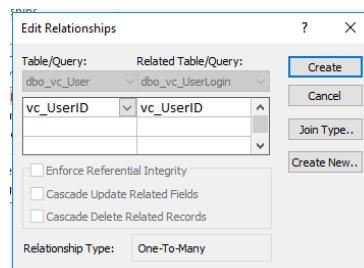 Edit Relationships
Table/Query: Related Table/Query:
dbo_vc_User dbo_vc_UserLogin
vc_UserID vc_UserID
Enforce Referential Integrity
Cascade Update Related Fields
Cascade Delete Related Records
Relationship Type: One-To-Many
? ×
Create
Cancel
Join Type..
Create New..